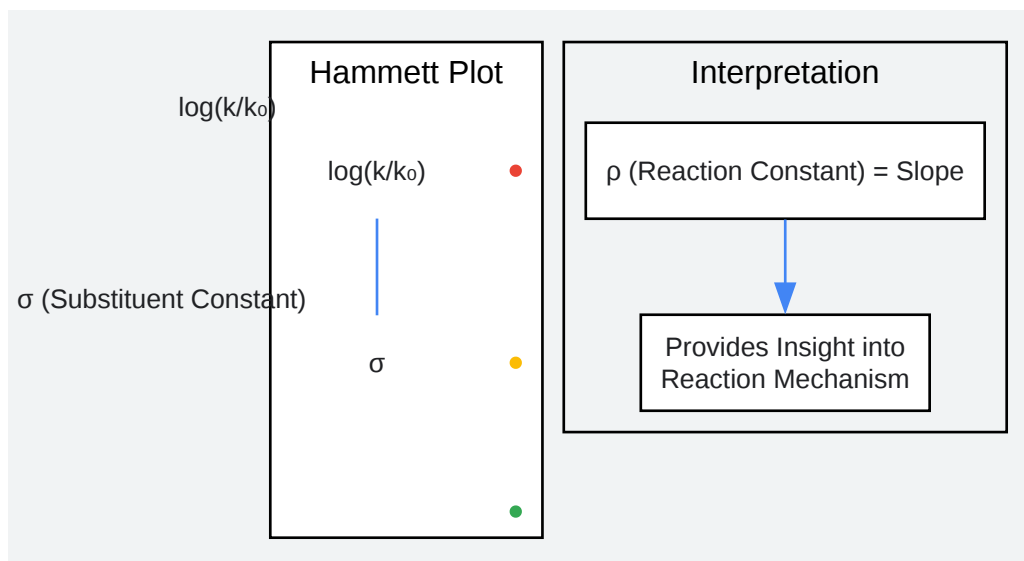 Hammett Plot
log(k/k₀)
log(k/k₀)
σ (Substituent Constant)
σ
Interpretation
ρ (Reaction Constant) = Slope
Provides Insight into
Reaction Mechanism